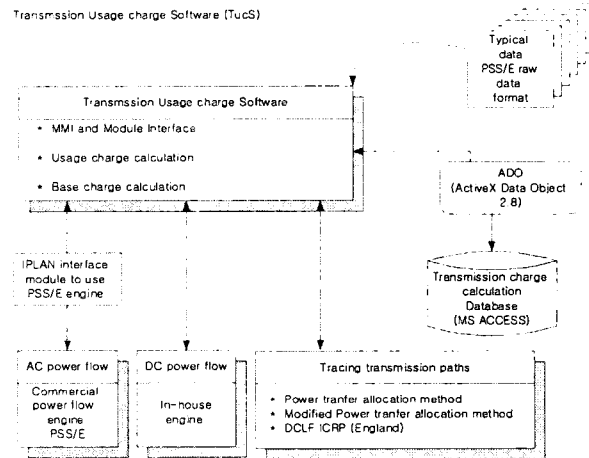 Transmssion Usage charge Software (TucS)
Typical
data
PSS/E raw
data
format
Transmssion Usage charge Software
* MMI and Module Interface
* Usage charge calculation
* Base charge calculation
ADO
(ActiveX Data Object
2.8)
IPLAN interface
module to use
PSS/E engine
Transmission charge
calculation
Database
(MS ACCESS)
AC power flow
Commercial
power flow
engine
PSS/E
DC power flow
In-house
engine
Tracing transmission paths
* Power tranfer allocation method
* Modified Power tranfer allocation method
* DCLF ICRP (England)